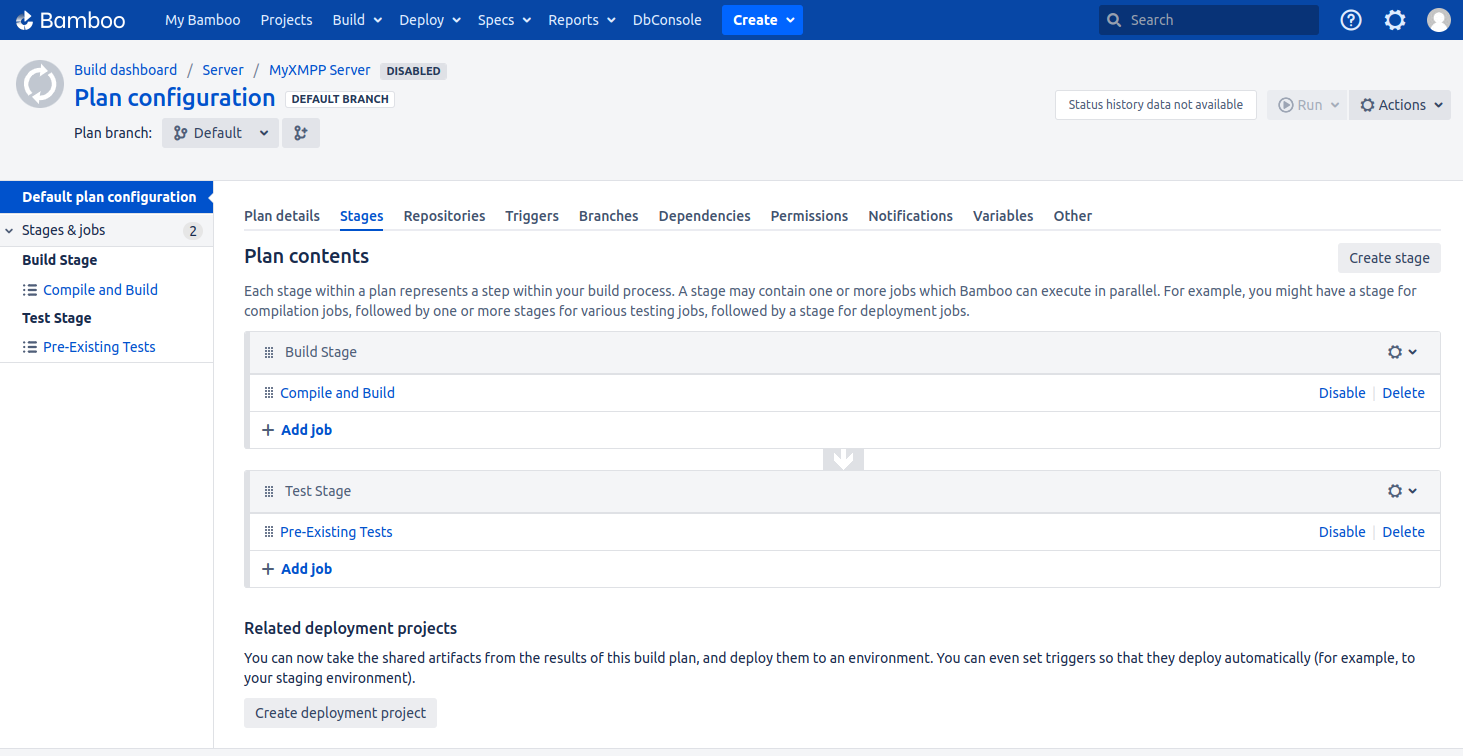 Bamboo My Bamboo Projects Build Deploy Specs Reports DbConsole Create Search
Build dashboard / Server / MyXMPP Server DISABLED
Plan configuration DEFAULT BRANCH
Status history data not available Run Actions
Plan branch: Default
Default plan configuration
Stages & jobs 2
Build Stage
Compile and Build
Test Stage
Pre-Existing Tests
Plan details Stages Repositories Triggers Branches Dependencies Permissions Notifications Variables Other
Plan contents Create stage
Each stage within a plan represents a step within your build process. A stage may contain one or more jobs which Bamboo can execute in parallel. For example, you might have a stage for
compilation jobs, followed by one or more stages for various testing jobs, followed by a stage for deployment jobs.
Build Stage
Compile and Build Disable Delete
Add job
Test Stage
Pre-Existing Tests Disable Delete
Add job
Related deployment projects
You can now take the shared artifacts from the results of this build plan, and deploy them to an environment. You can even set triggers so that they deploy automatically (for example, to
your staging environment).
Create deployment project